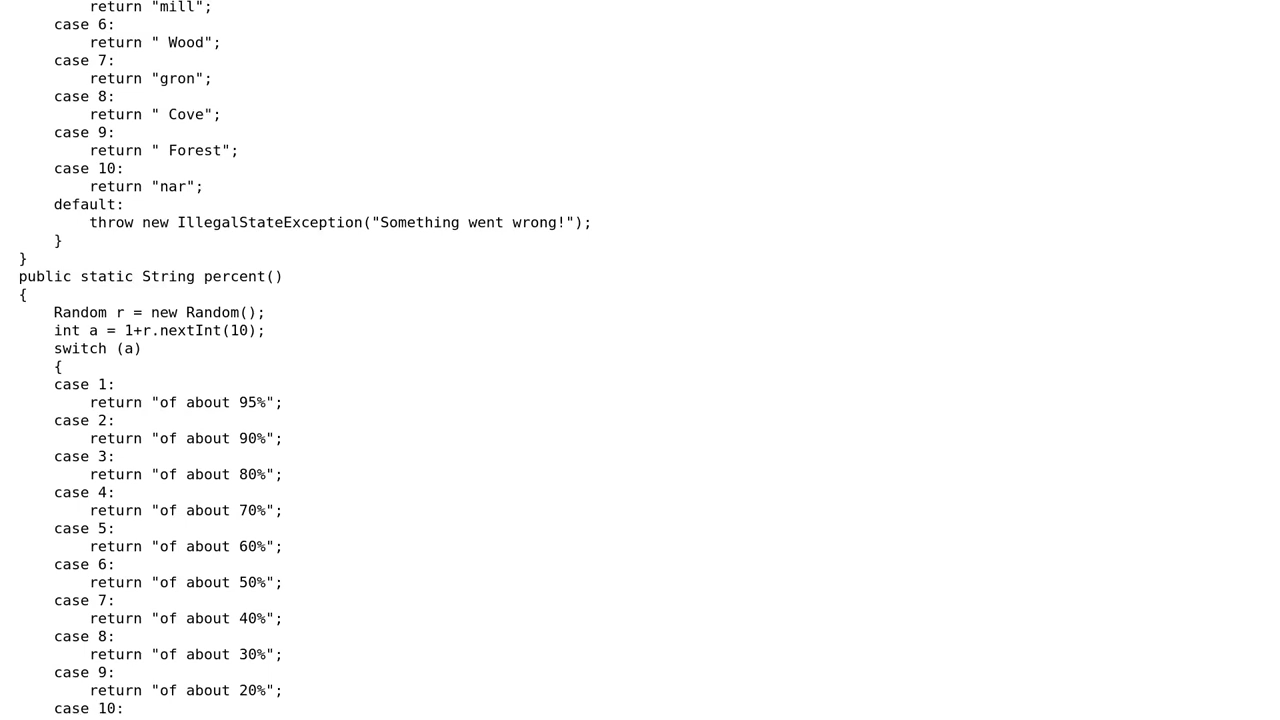 return "mill";
    case 6:
        return " Wood";
    case 7:
        return "gron";
    case 8:
        return " Cove";
    case 9:
        return " Forest";
    case 10:
        return "nar";
    default:
        throw new IllegalStateException("Something went wrong!");
    }
}
public static String percent()
{
    Random r = new Random();
    int a = 1+r.nextInt(10);
    switch (a)
    {
    case 1:
        return "of about 95%";
    case 2:
        return "of about 90%";
    case 3:
        return "of about 80%";
    case 4:
        return "of about 70%";
    case 5:
        return "of about 60%";
    case 6:
        return "of about 50%";
    case 7:
        return "of about 40%";
    case 8:
        return "of about 30%";
    case 9:
        return "of about 20%";
    case 10: